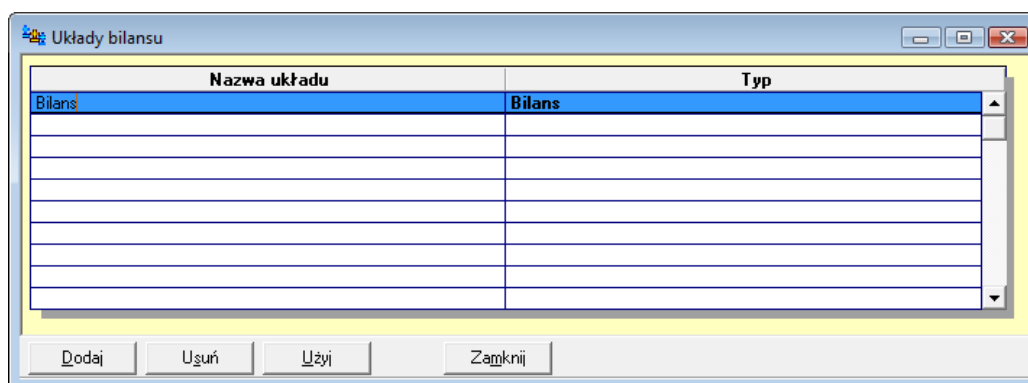 Układy bilansu
Nazwa układu Typ
Bilans Bilans
Dodaj Usuń Użyj Zamknij